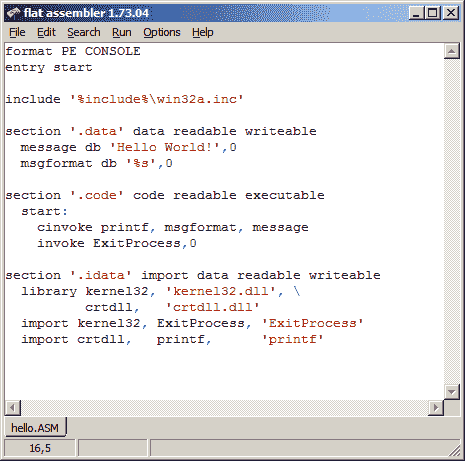 flat assembler 1.73.04
File Edit Search Run Options Help
format PE CONSOLE
entry start
include '%include%\win32a.inc'
section '.data' data readable writeable
message db 'Hello World!',0
msgformat db '%s',0
section '.code' code readable executable
start:
cinvoke printf, msgformat, message
invoke ExitProcess,0
section '.idata' import data readable writeable
library kernel32, 'kernel32.dll', \
crtdll, 'crtdll.dll'
import kernel32, ExitProcess, 'ExitProcess'
import crtdll, printf, 'printf'
hello.ASM
16,5